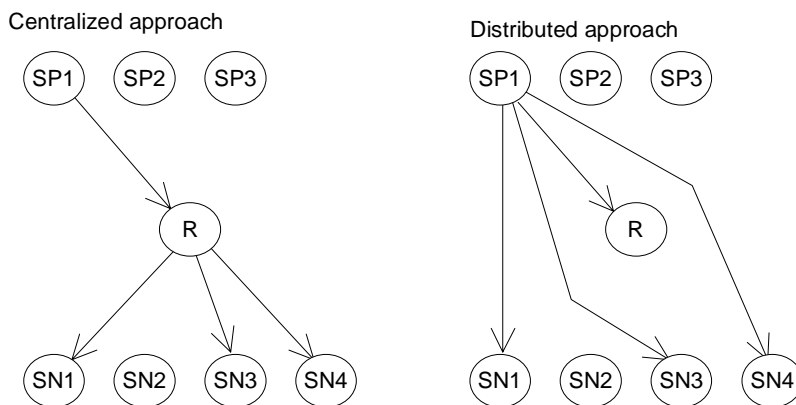 Centralized approach
SP1 SP2 SP3
R
SN1 SN2 SN3 SN4
Distributed approach
SP1 SP2 SP3
R
SN1 SN2 SN3 SN4